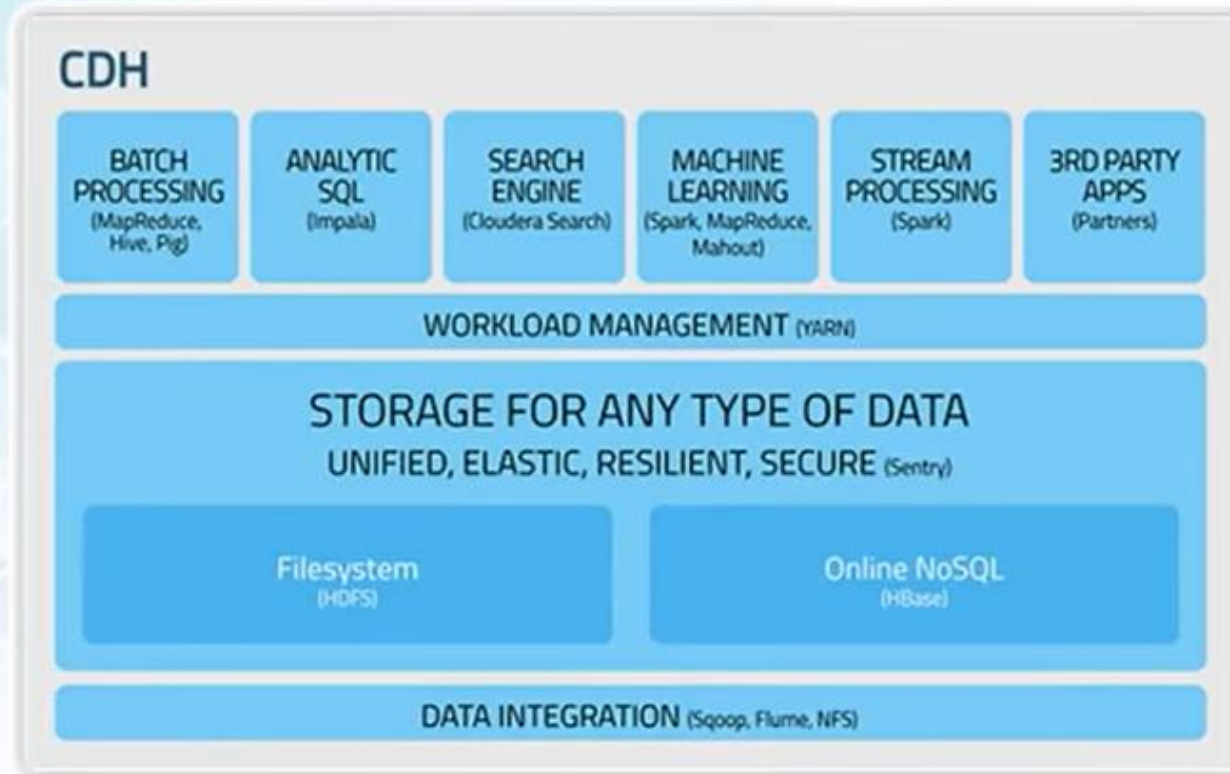 CDH
BATCH
PROCESSING
(MapReduce,
Hive, Pig)
ANALYTIC
SQL
(Impala)
SEARCH
ENGINE
(Cloudera Search)
MACHINE
LEARNING
(Spark, MapReduce,
Mahout)
STREAM
PROCESSING
(Spark)
3RD PARTY
APPS
(Partners)
WORKLOAD MANAGEMENT (YARN)
STORAGE FOR ANY TYPE OF DATA
UNIFIED, ELASTIC, RESILIENT, SECURE (Sentry)
Filesystem
(HDFS)
Online NoSQL
(HBase)
DATA INTEGRATION (Sqoop, Flume, NFS)